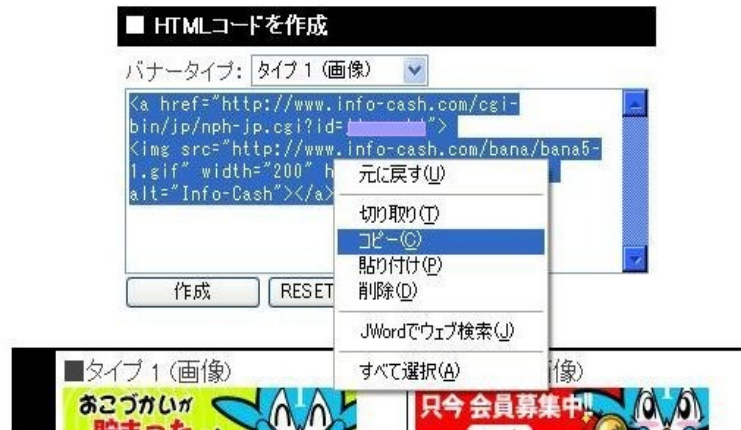 ■ HTMLコードを作成
バナータイプ: タイプ 1 (画像)
<a href="http://www.info-cash.com/cgi-
bin/jp/nph-jp.cgi?id= ">
<img src="http://www.info-cash.com/bana/bana5-
1.gif" width="200" h
alt="Info-Cash"></a>
元に戻す(U)
切り取り(T)
コピー(C)
貼り付け(P)
削除(D)
JWordでウェブ検索(J)
すべて選択(A)
作成 RESET
■タイプ 1 (画像)
像)
おこづかいが
貯まった
只今 会員募集中!!